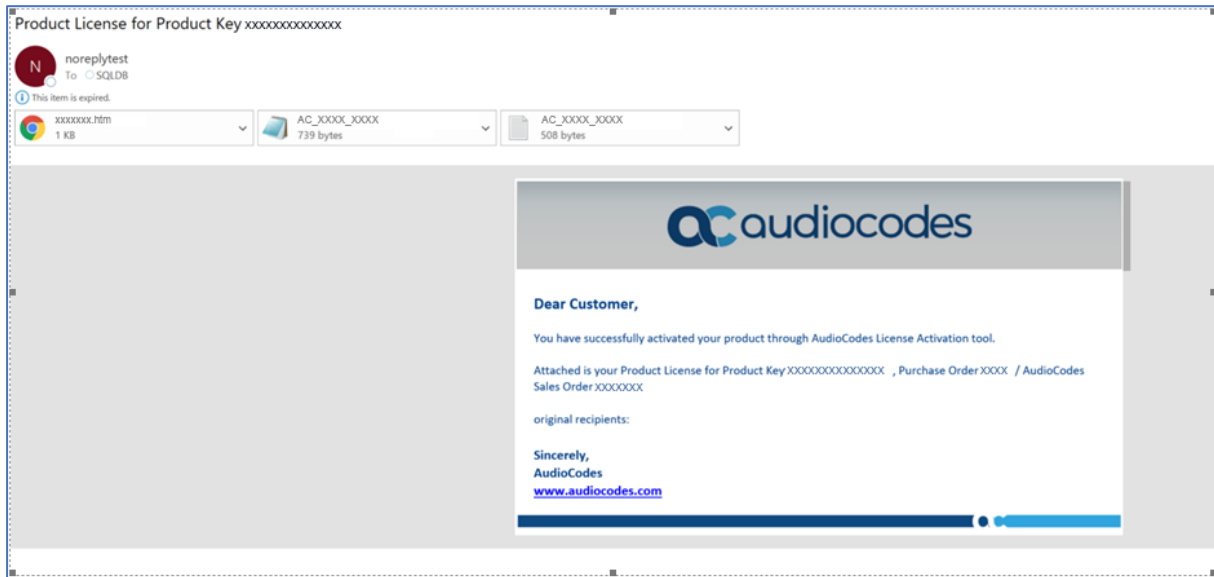 Product License for Product Key xxxxxxxxxxxxxx
N
noreplytest
To SQLDB
This item is expired.
xxxxxxx.htm
1 KB
AC_XXXX_XXXX
739 bytes
AC_XXXX_XXXX
508 bytes
audiocodes
Dear Customer,
You have successfully activated your product through AudioCodes License Activation tool.
Attached is your Product License for Product Key XXXXXXXXXXXXXX , Purchase Order XXXX / AudioCodes
Sales Order XXXXXXX
original recipients:
Sincerely,
AudioCodes
www.audiocodes.com